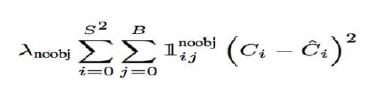 λ_noobj ∑_{i=0}^{S^2} ∑_{j=0}^{B} 𝟙_{ij}^{noobj} (C_i − Ĉ_i)^2